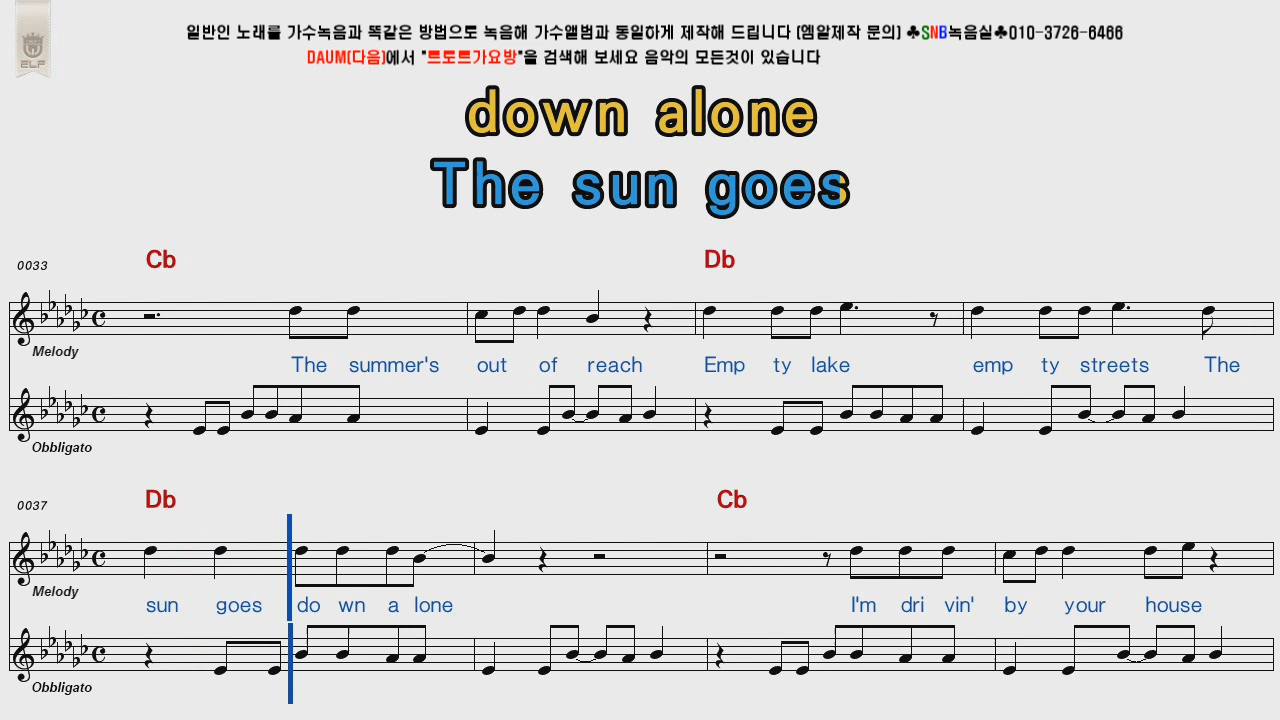 일반인 노래를 가수녹음과 똑같은 방법으로 녹음해 가수앨범과 동일하게 제작해 드립니다 (엠알제작 문의) ♣SNB녹음실♣010-3726-6466
ELF
DAUM(다음)에서 "트로트가요방"을 검색해 보세요 음악의 모든것이 있습니다
down alone
The sun goes
0033
Cb Db
Melody
The summer's out of reach Emp ty lake emp ty streets The
Obbligato
0037
Db Cb
Melody
sun goes do wn a lone I'm dri vin' by your house
Obbligato